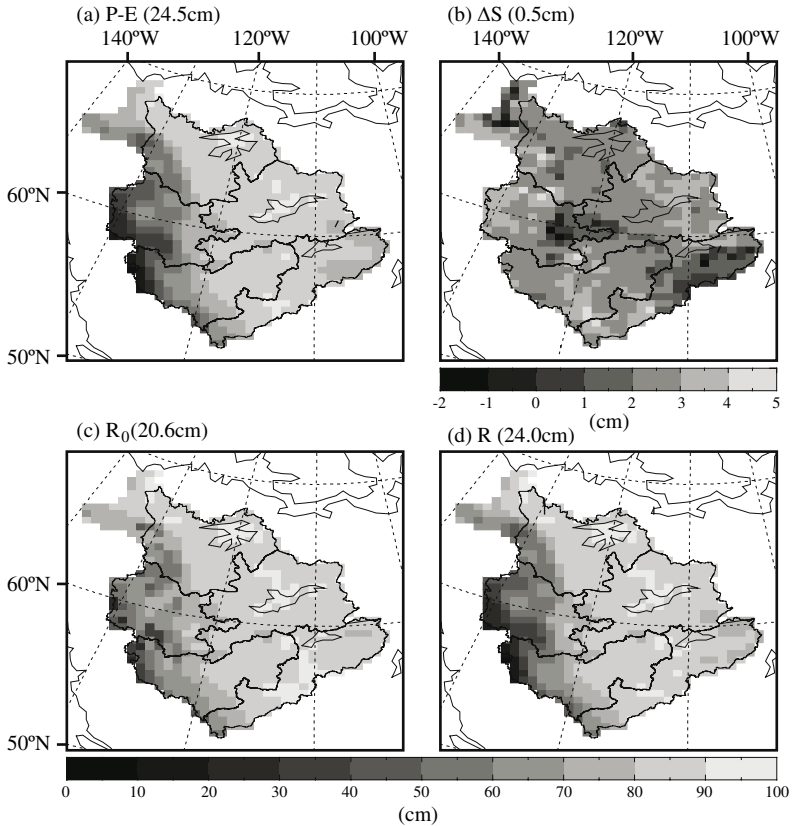 (a) P-E (24.5cm)
(b) ΔS (0.5cm)
140ºW 120ºW 100ºW
140ºW 120ºW 100ºW
60ºN
50ºN
-2 -1 0 1 2 3 4 5
(cm)
(c) R₀(20.6cm)
(d) R (24.0cm)
60ºN
50ºN
0 10 20 30 40 50 60 70 80 90 100
(cm)